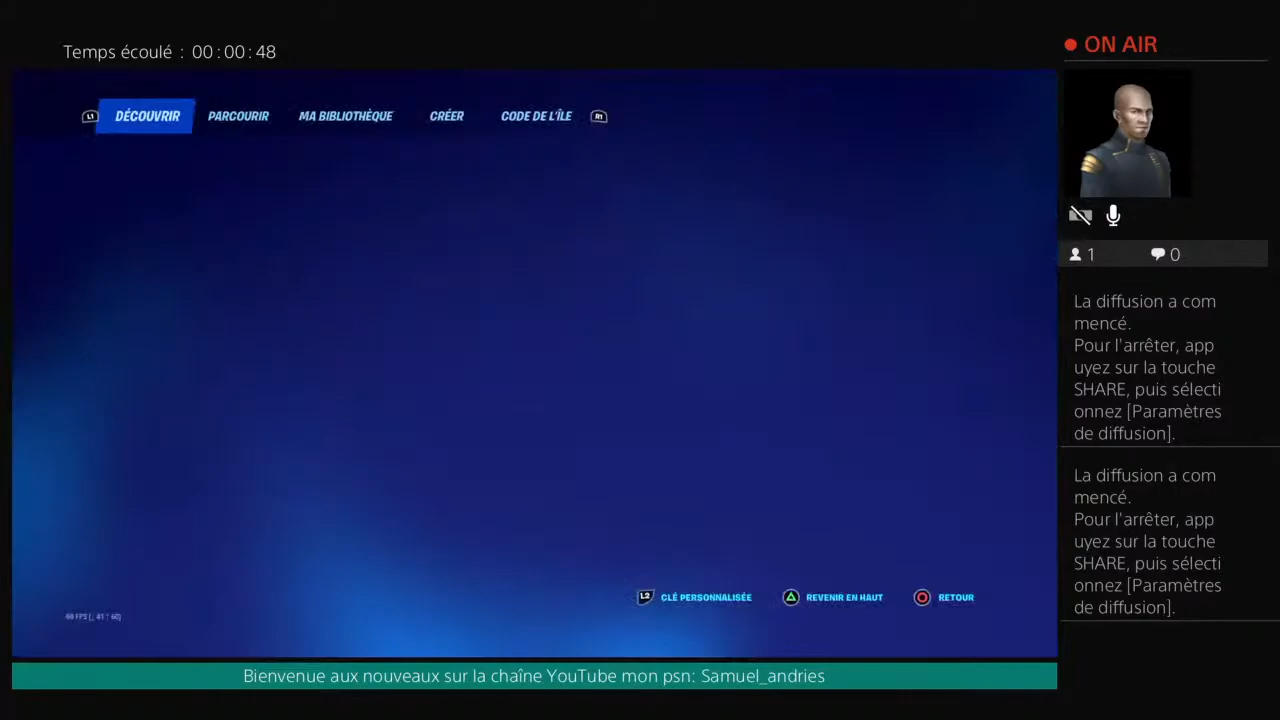 Temps écoulé : 00:00:48
ON AIR
L1 DÉCOUVRIR PARCOURIR MA BIBLIOTHÈQUE CRÉER CODE DE L'ÎLE R1
1 0
La diffusion a com
mencé.
Pour l'arrêter, app
uyez sur la touche
SHARE, puis sélecti
onnez [Paramètres
de diffusion].
La diffusion a com
mencé.
Pour l'arrêter, app
uyez sur la touche
SHARE, puis sélecti
onnez [Paramètres
de diffusion].
L2 CLÉ PERSONNALISÉE REVENIR EN HAUT RETOUR
Bienvenue aux nouveaux sur la chaîne YouTube mon psn: Samuel_andries